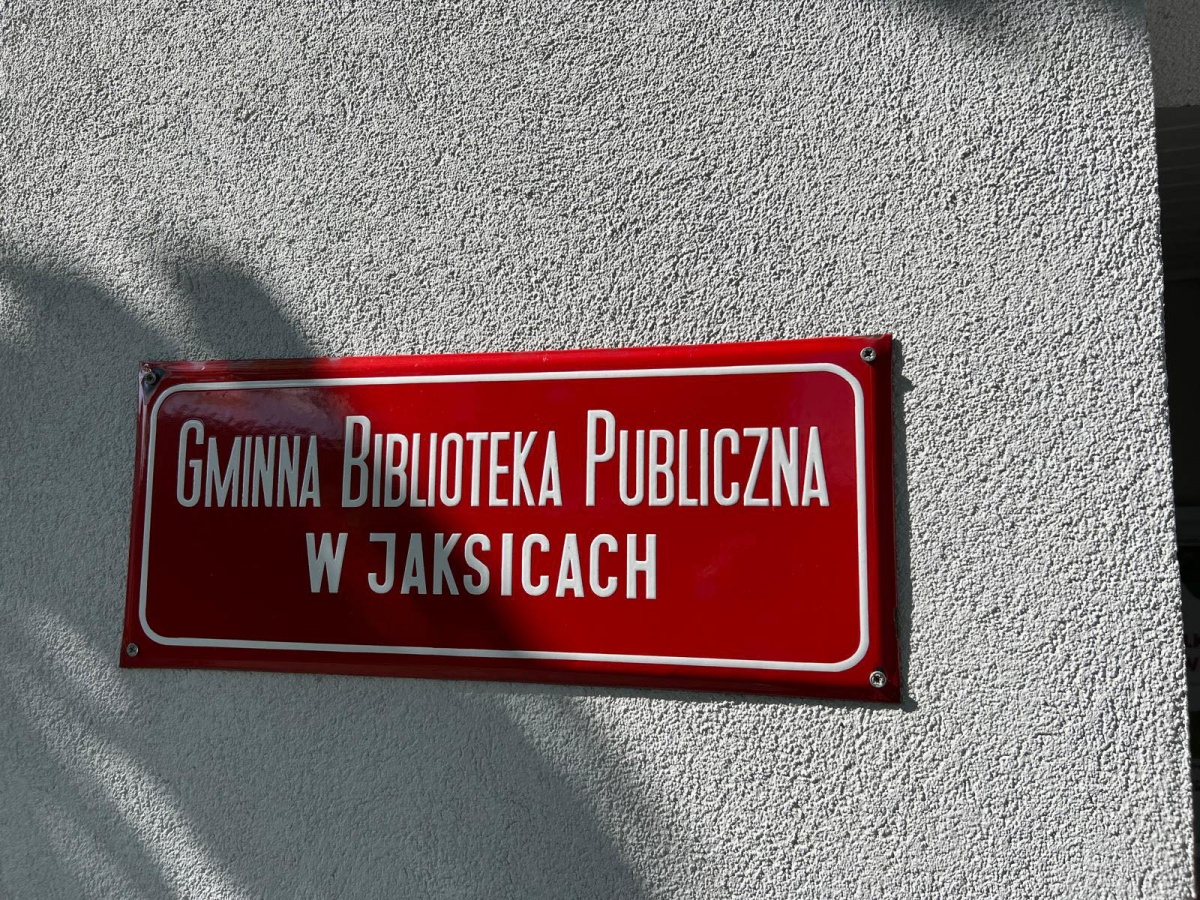 Gminna Biblioteka Publiczna
w JAKSICACH